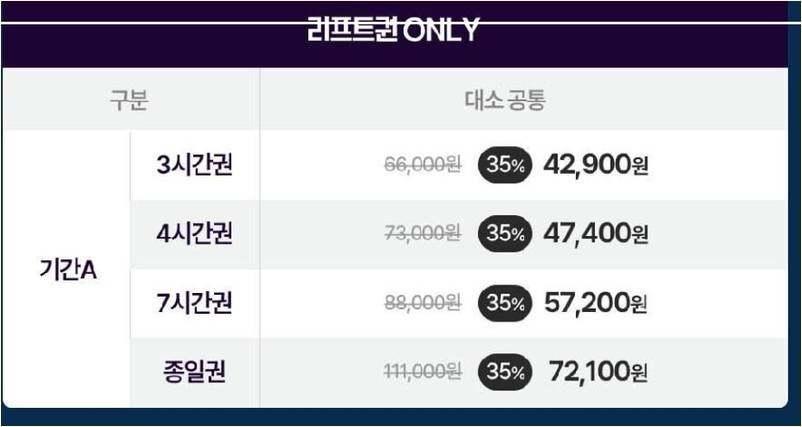 리프트권 ONLY
구분 대소 공통
기간A
3시간권 66,000원 35% 42,900원
4시간권 73,000원 35% 47,400원
7시간권 88,000원 35% 57,200원
종일권 111,000원 35% 72,100원